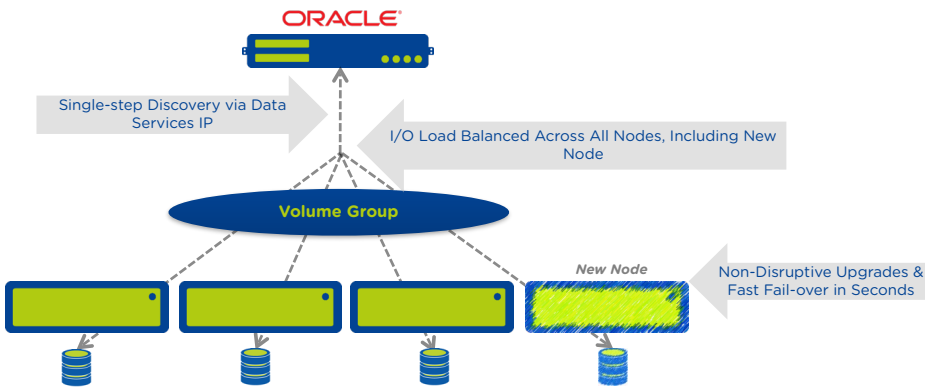 ORACLE
Single-step Discovery via Data
Services IP
I/O Load Balanced Across All Nodes, Including New
Node
Volume Group
New Node
Non-Disruptive Upgrades &
Fast Fail-over in Seconds